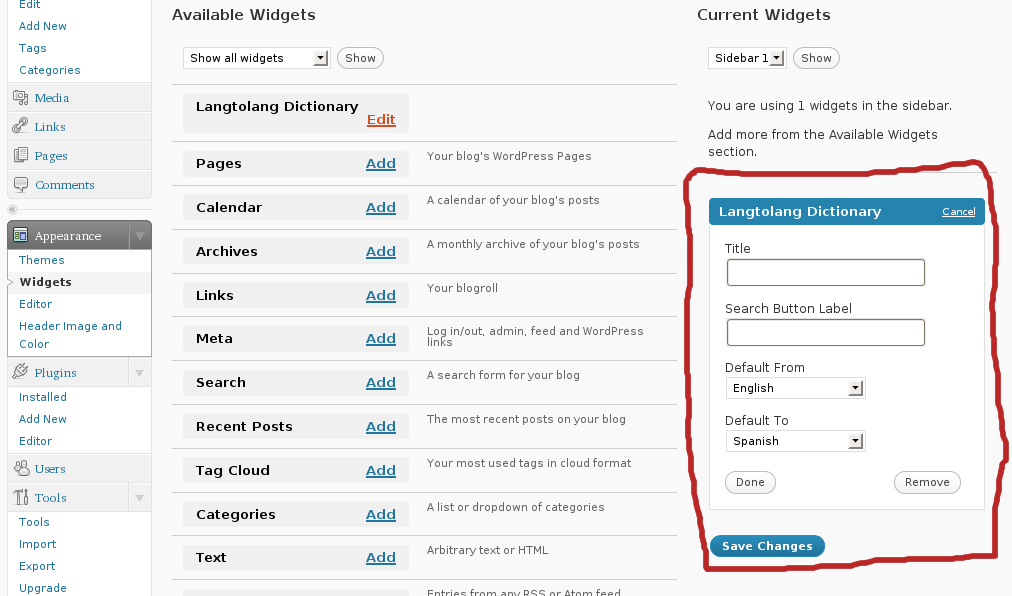 Edit
Add New
Tags
Categories
Media
Links
Pages
Comments
Appearance
Themes
Widgets
Editor
Header Image and
Color
Plugins
Installed
Add New
Editor
Users
Tools
Tools
Import
Export
Upgrade
Available Widgets
Show all widgets Show
Langtolang Dictionary
Edit
Pages Add Your blog's WordPress Pages
Calendar Add A calendar of your blog's posts
Archives Add A monthly archive of your blog's posts
Links Add Your blogroll
Meta Add Log in/out, admin, feed and WordPress
links
Search Add A search form for your blog
Recent Posts Add The most recent posts on your blog
Tag Cloud Add Your most used tags in cloud format
Categories Add A list or dropdown of categories
Text Add Arbitrary text or HTML
Entries from any RSS or Atom feed
Current Widgets
Sidebar 1 Show
You are using 1 widgets in the sidebar.
Add more from the Available Widgets
section.
Langtolang Dictionary Cancel
Title
Search Button Label
Default From
English
Default To
Spanish
Done Remove
Save Changes